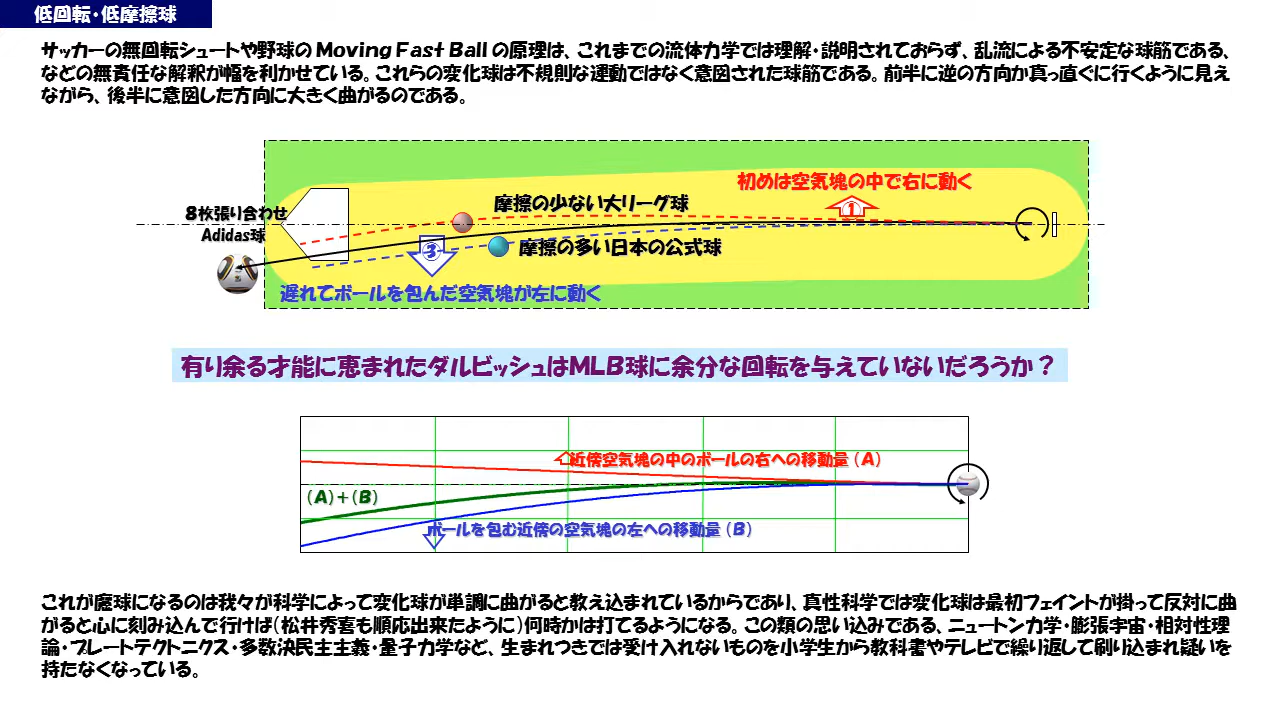 低回転・低摩擦球
サッカーの無回転シュートや野球の Moving Fast Ball の原理は、これまでの流体力学では理解・説明されておらず、乱流による不安定な球筋である、
などの無責任な解釈が幅を利かせている。これらの変化球は不規則な運動ではなく意図された球筋である。前半に逆の方向か真っ直ぐに行くように見え
ながら、後半に意図した方向に大きく曲がるのである。
初めは空気塊の中で右に動く
①
摩擦の少ない大リーグ球
8枚張り合わせ
Adidas球
③
摩擦の多い日本の公式球
遅れてボールを包んだ空気塊が左に動く
有り余る才能に恵まれたダルビッシュはMLB球に余分な回転を与えていないだろうか？
近傍空気塊の中のボールの右への移動量（A）
（A）＋（B）
ボールを包む近傍の空気塊の左への移動量（B）
これが魔球になるのは我々が科学によって変化球が単調に曲がると教え込まれているからであり、真性科学では変化球は最初フェイントが掛って反対に曲
がると心に刻み込んで行けば（松井秀喜も順応出来たように）何時かは打てるようになる。この類の思い込みである、ニュートン力学・膨張宇宙・相対性理
論・プレートテクトニクス・多数決民主主義・量子力学など、生まれつきでは受け入れないものを小学生から教科書やテレビで繰り返して刷り込まれ疑いを
持たなくなっている。